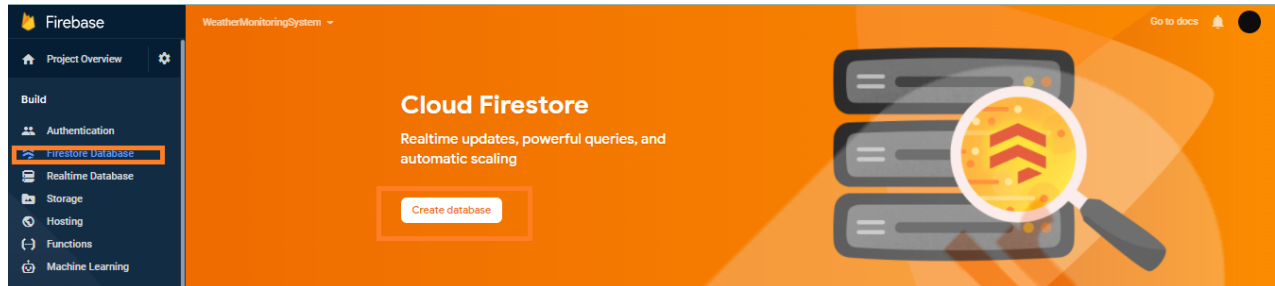 Firebase
WeatherMonitoringSystem
Go to docs
Project Overview
Build
Authentication
Firestore Database
Realtime Database
Storage
Hosting
Functions
Machine Learning
Cloud Firestore
Realtime updates, powerful queries, and
automatic scaling
Create database